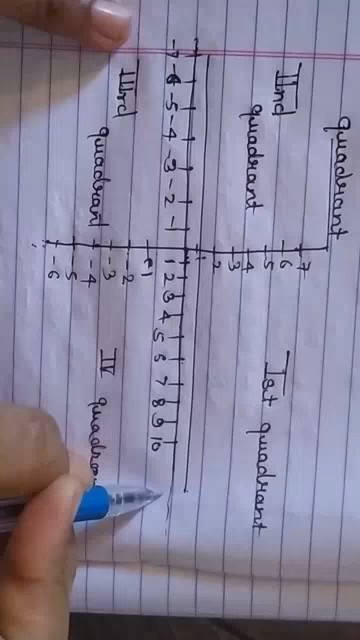 quadrant
7
6
IInd
Ist quadrant
5
quadrant
4
3
2
1
-7 -6 -5 -4 -3 -2 -1 1 2 3 4 5 6 7 8 9 10
-1
IIIrd
-2
IV quadra
quadrant
-3
-4
-5
-6